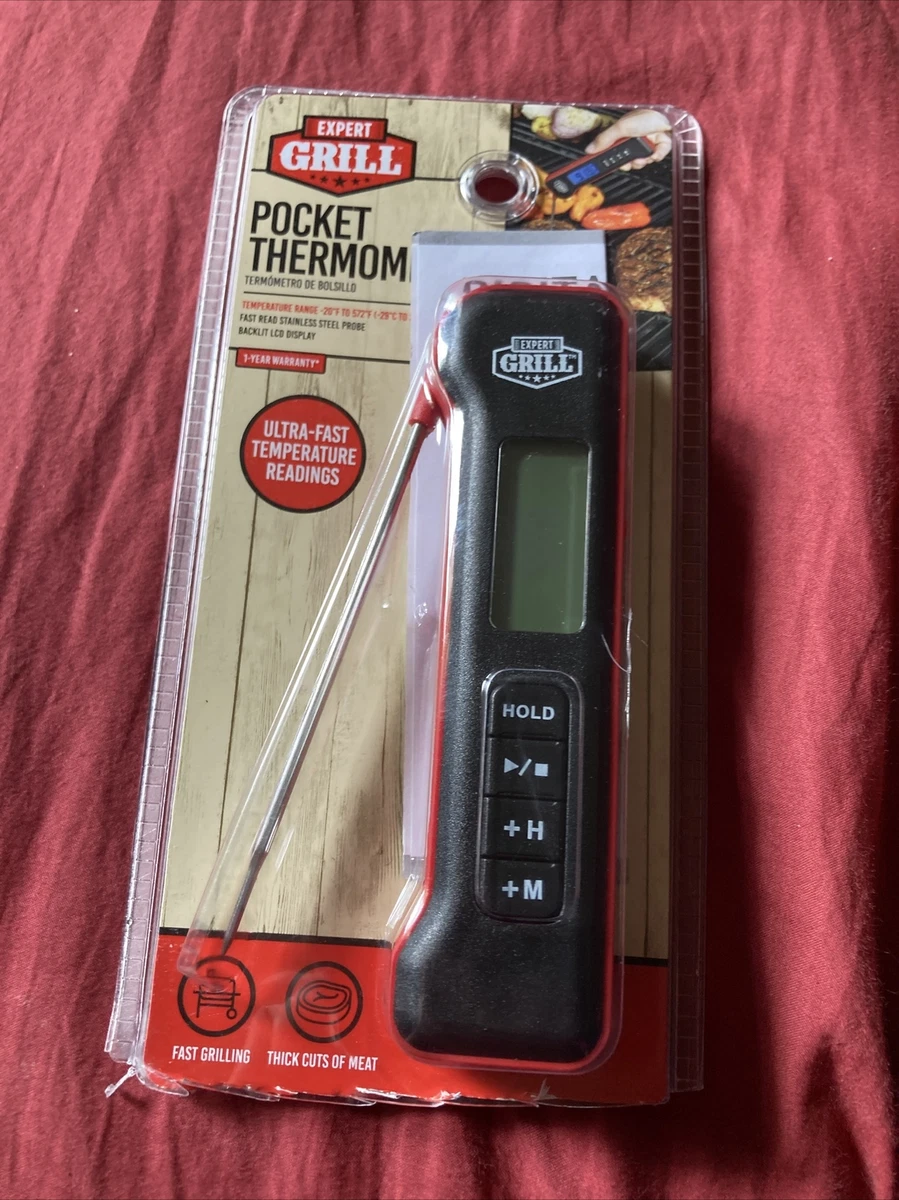 EXPERT
GRILL
POCKET
THERMOM
TERMÓMETRO DE BOLSILLO
TEMPERATURE RANGE -20°F TO 572°F (-29°C TO
FAST READ STAINLESS STEEL PROBE
BACKLIT LCD DISPLAY
1-YEAR WARRANTY*
ULTRA-FAST
TEMPERATURE
READINGS
EXPERT
GRILL™
HOLD
▶/■
+H
+M
FAST GRILLING
THICK CUTS OF MEAT